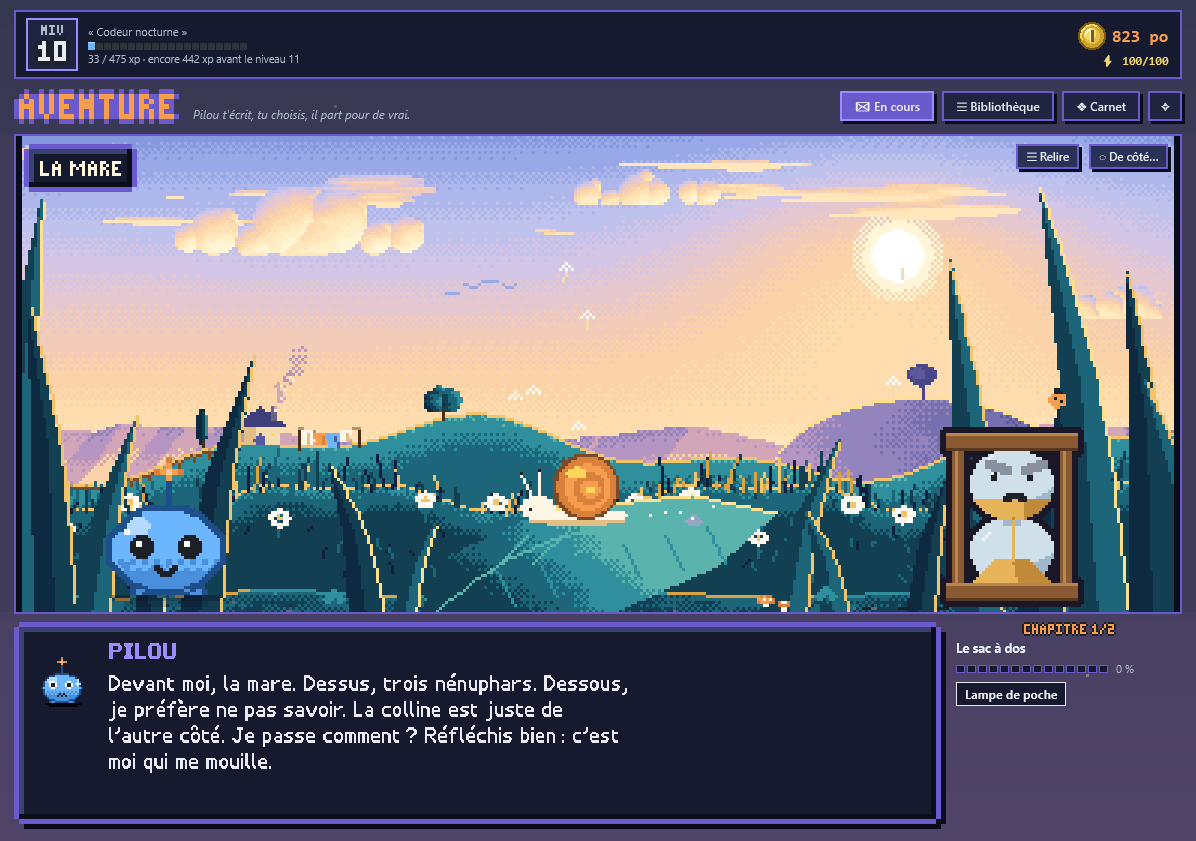 NIV
10
« Codeur nocturne »
33 / 475 xp · encore 442 xp avant le niveau 11
823 po
100/100
AVENTURE
Pilou t'écrit, tu choisis, il part pour de vrai.
En cours
Bibliothèque
Carnet
LA MARE
Relire
De côté...
PILOU
Devant moi, la mare. Dessus, trois nénuphars. Dessous,
je préfère ne pas savoir. La colline est juste de
l'autre côté. Je passe comment ? Réfléchis bien : c'est
moi qui me mouille.
CHAPITRE 1/2
Le sac à dos
0 %
Lampe de poche